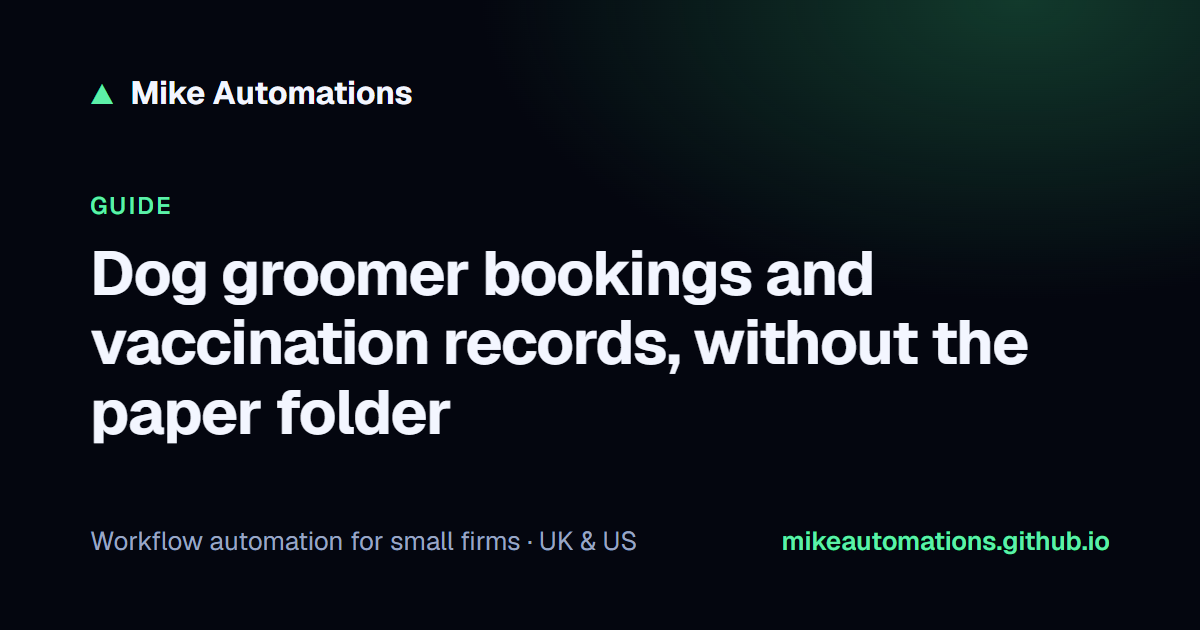 Mike Automations
GUIDE
Dog groomer bookings and
vaccination records, without the
paper folder
Workflow automation for small firms · UK & US
mikeautomations.github.io